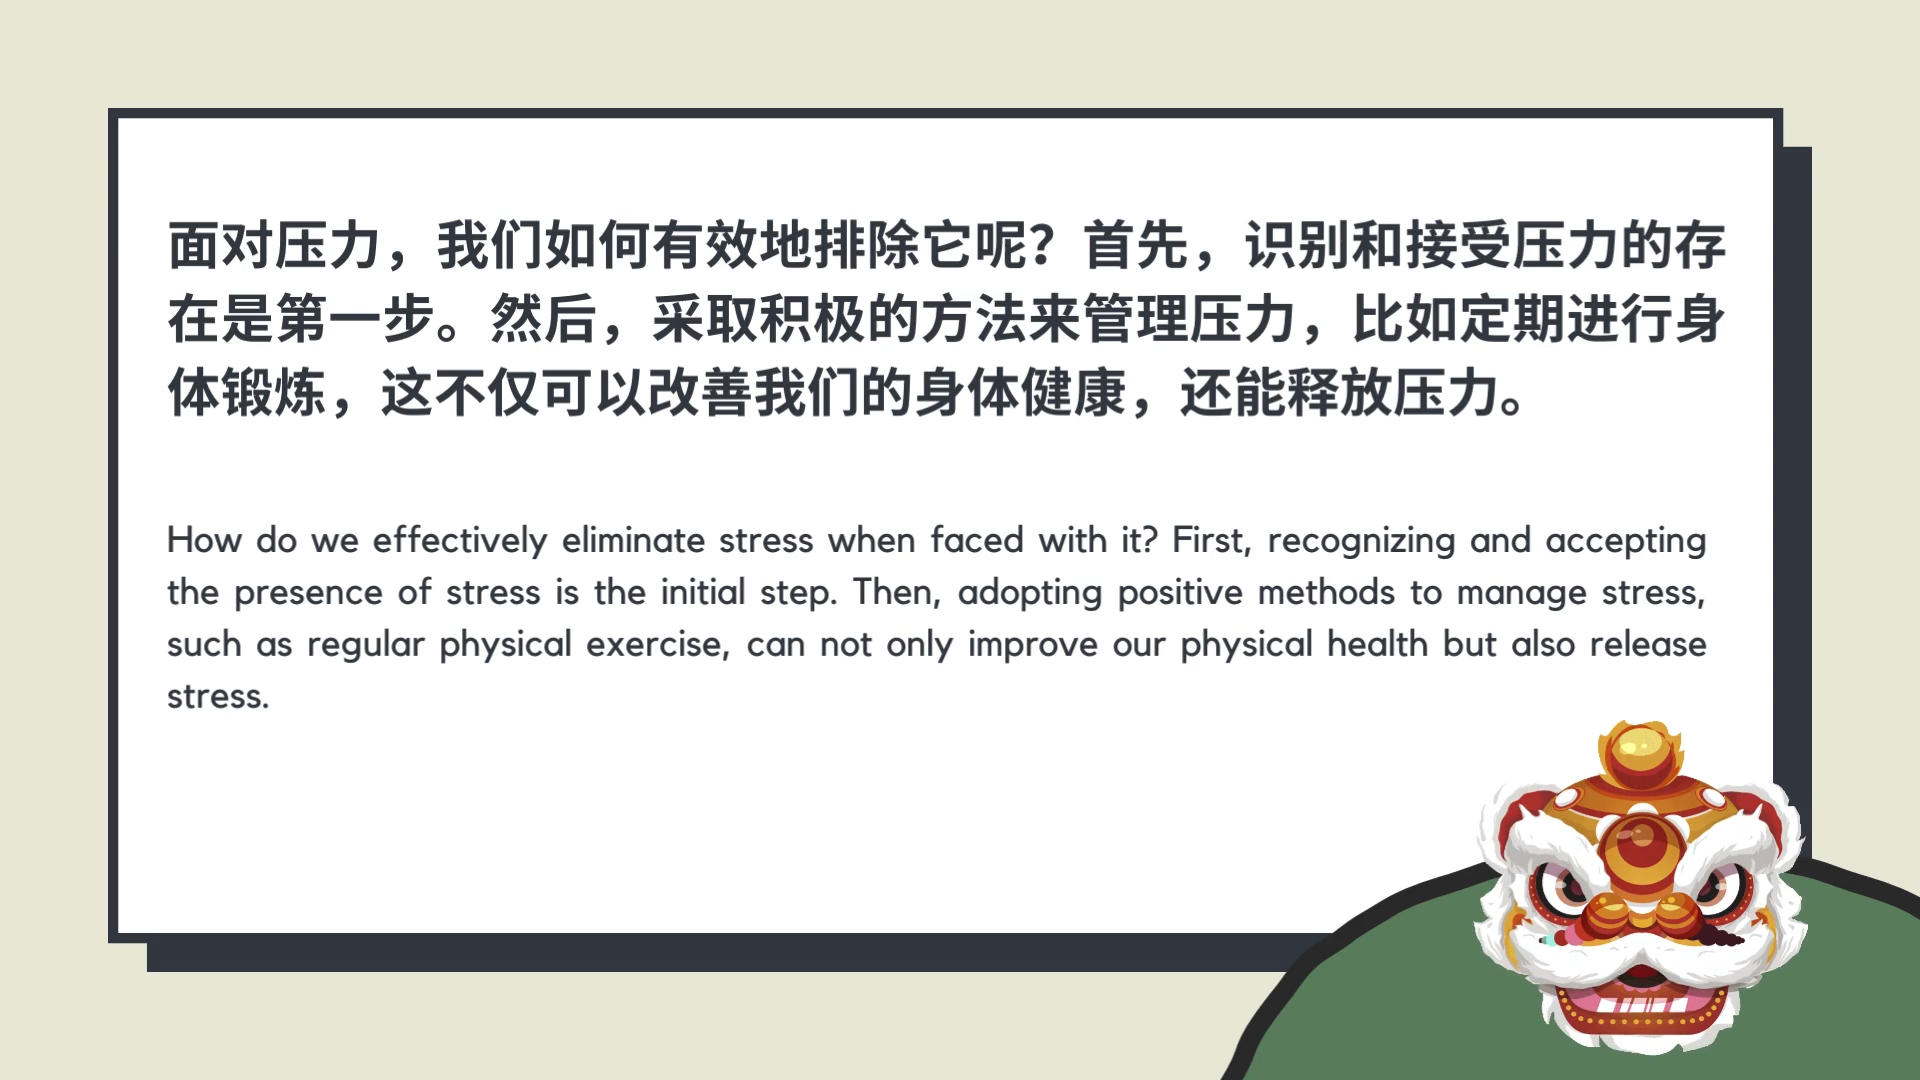 面对压力，我们如何有效地排除它呢？首先，识别和接受压力的存
在是第一步。然后，采取积极的方法来管理压力，比如定期进行身
体锻炼，这不仅可以改善我们的身体健康，还能释放压力。
How do we effectively eliminate stress when faced with it? First, recognizing and accepting
the presence of stress is the initial step. Then, adopting positive methods to manage stress,
such as regular physical exercise, can not only improve our physical health but also release
stress.